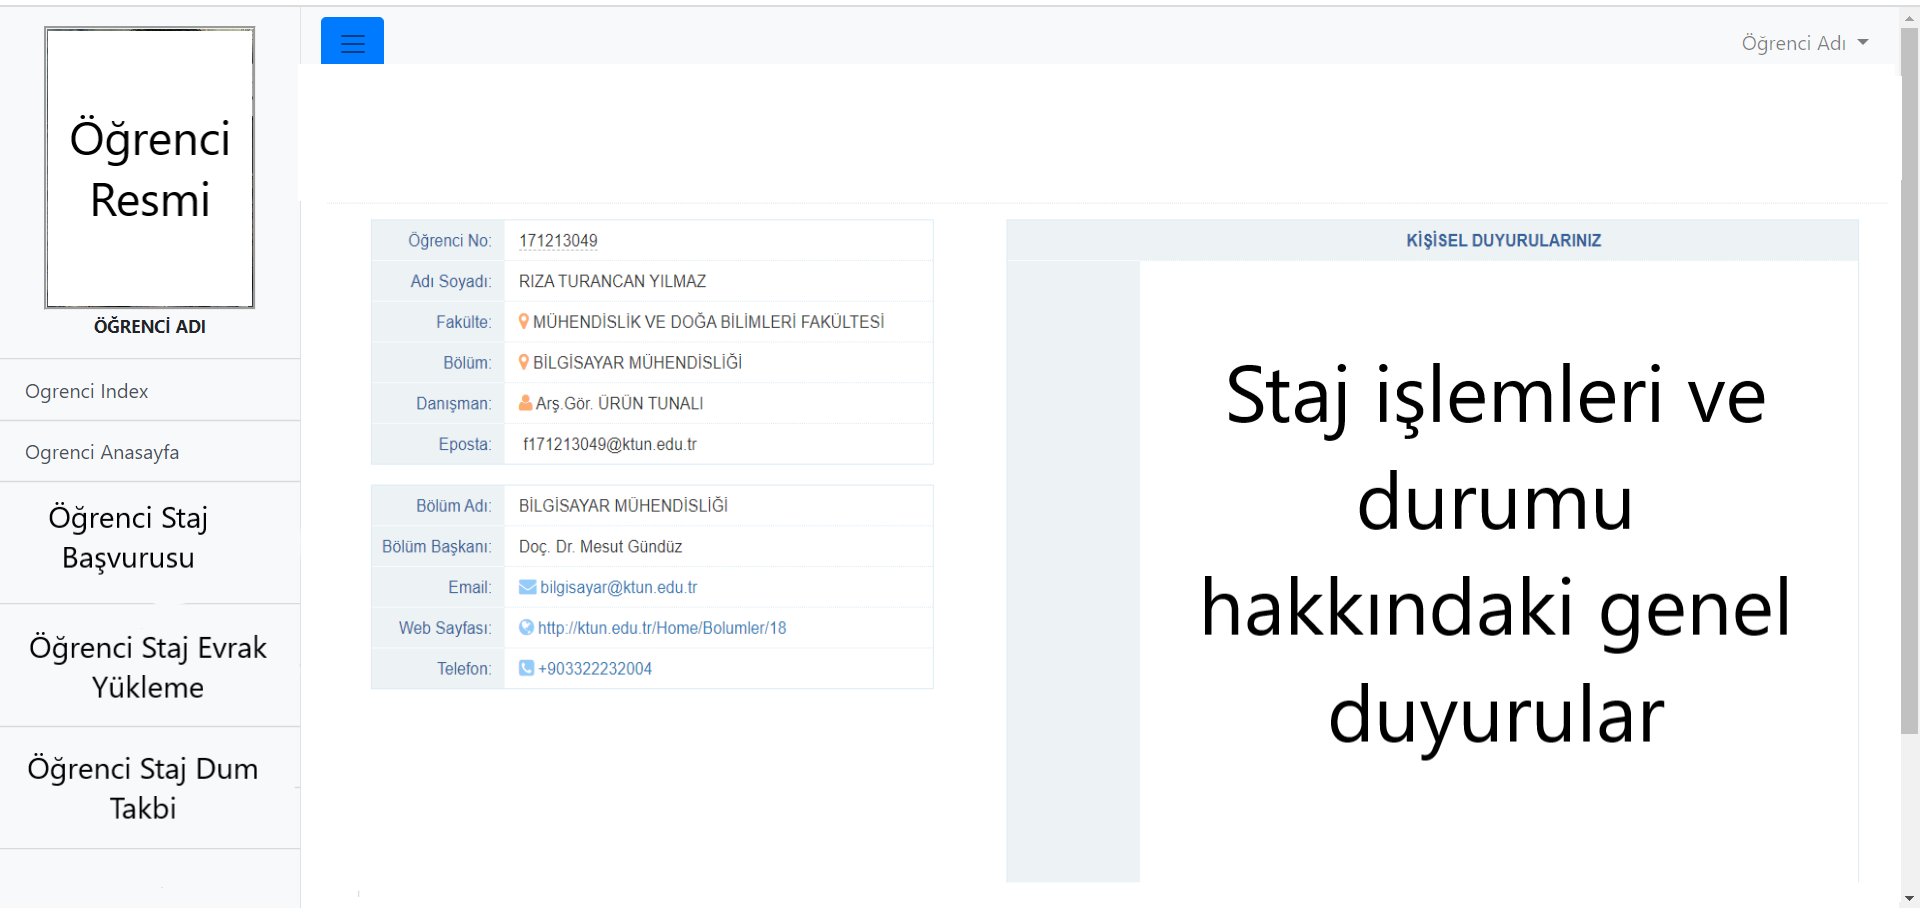 Öğrenci Adı
Öğrenci
Resmi
ÖĞRENCİ ADI
Ogrenci Index
Ogrenci Anasayfa
Öğrenci Staj
Başvurusu
Öğrenci Staj Evrak
Yükleme
Öğrenci Staj Dum
Takbi
Öğrenci No: 171213049
Adı Soyadı: RIZA TURANCAN YILMAZ
Fakülte: MÜHENDİSLİK VE DOĞA BİLİMLERİ FAKÜLTESİ
Bölüm: BİLGİSAYAR MÜHENDİSLİĞİ
Danışman: Arş.Gör. ÜRÜN TUNALI
Eposta: f171213049@ktun.edu.tr
Bölüm Adı: BİLGİSAYAR MÜHENDİSLİĞİ
Bölüm Başkanı: Doç. Dr. Mesut Gündüz
Email: bilgisayar@ktun.edu.tr
Web Sayfası: http://ktun.edu.tr/Home/Bolumler/18
Telefon: +903322232004
KİŞİSEL DUYURULARINIZ
Staj işlemleri ve
durumu
hakkındaki genel
duyurular